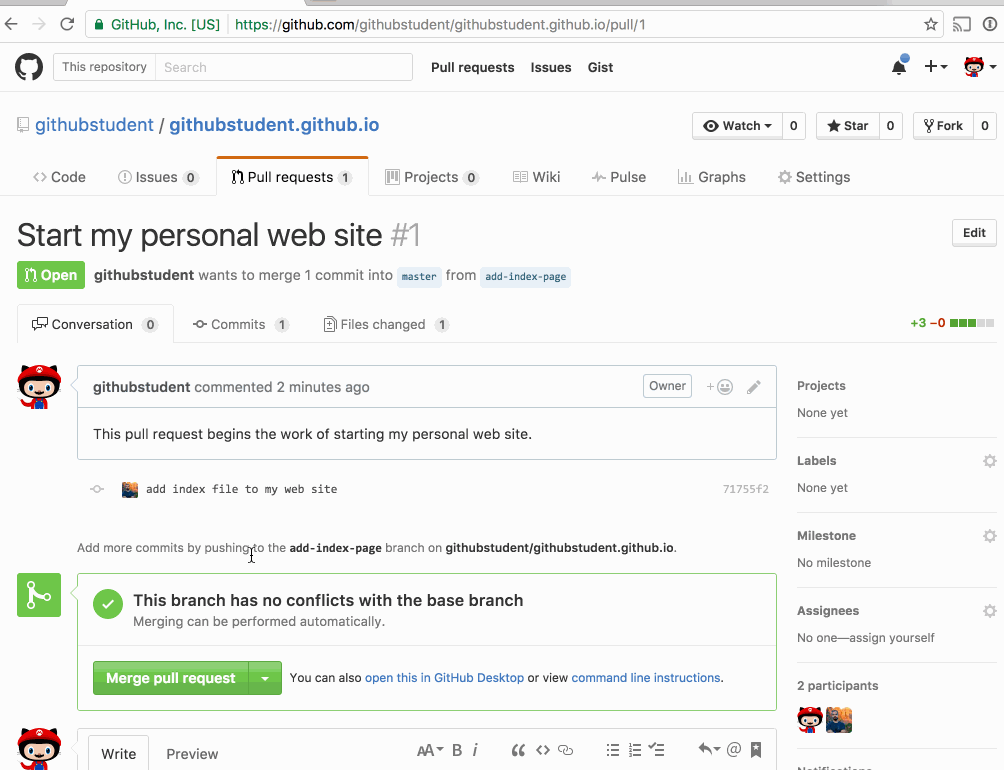 GitHub, Inc. [US] https://github.com/githubstudent/githubstudent.github.io/pull/1
This repository Search Pull requests Issues Gist
githubstudent / githubstudent.github.io Watch 0 Star 0 Fork 0
Code Issues 0 Pull requests 1 Projects 0 Wiki Pulse Graphs Settings
Start my personal web site #1 Edit
Open githubstudent wants to merge 1 commit into master from add-index-page
Conversation 0 Commits 1 Files changed 1 +3 −0
githubstudent commented 2 minutes ago Owner
This pull request begins the work of starting my personal web site.
add index file to my web site 71755f2
Add more commits by pushing to the add-index-page branch on githubstudent/githubstudent.github.io.
This branch has no conflicts with the base branch
Merging can be performed automatically.
Merge pull request You can also open this in GitHub Desktop or view command line instructions.
Write Preview AA B i @
Projects
None yet
Labels
None yet
Milestone
No milestone
Assignees
No one—assign yourself
2 participants
Notifications